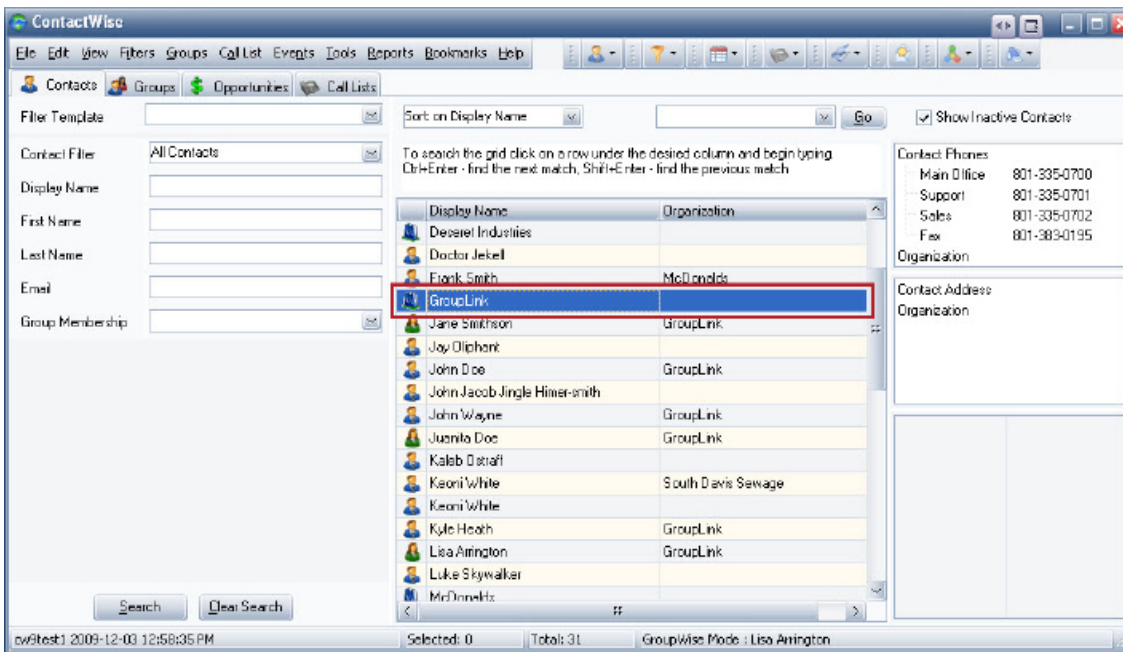 ContactWise
File Edit View Filters Groups Call List Events Tools Reports Bookmarks Help
Contacts Groups Opportunities Call Lists
Filter Template
Sort on Display Name
Go
Show Inactive Contacts
Contact Filter
All Contacts
Display Name
First Name
Last Name
Email
Group Membership
To search the grid click on a row under the desired column and begin typing.
Ctrl+Enter - find the next match, Shift+Enter - find the previous match
Display Name Organization
Deseret Industries
Doctor Jekell
Frank Smith McDonalds
GroupLink
Jane Smithson GroupLink
Jay Oliphant
John Doe GroupLink
John Jacob Jingle Himer-smith
John Wayne GroupLink
Juanita Doe GroupLink
Kalab Ostraff
Keoni White South Davis Sewage
Keoni White
Kyle Heath GroupLink
Lisa Arrington GroupLink
Luke Skywalker
McDonalds
Contact Phones
Main Office 801-335-0700
Support 801-335-0701
Sales 801-335-0702
Fax 801-383-0195
Organization
Contact Address
Organization
Search
Clear Search
cw9test1 2009-12-03 12:58:35 PM
Selected: 0
Total: 31
GroupWise Mode : Lisa Arrington